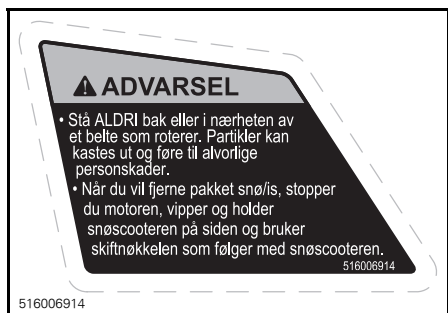 ⚠ ADVARSEL
• Stå ALDRI bak eller i nærheten av
et belte som roterer. Partikler kan
kastes ut og føre til alvorlige
personskader.
• Når du vil fjerne pakket snø/is, stopper
du motoren, vipper og holder
snøscooteren på siden og bruker
skiftnøkkelen som følger med snøscooteren.
516006914
516006914